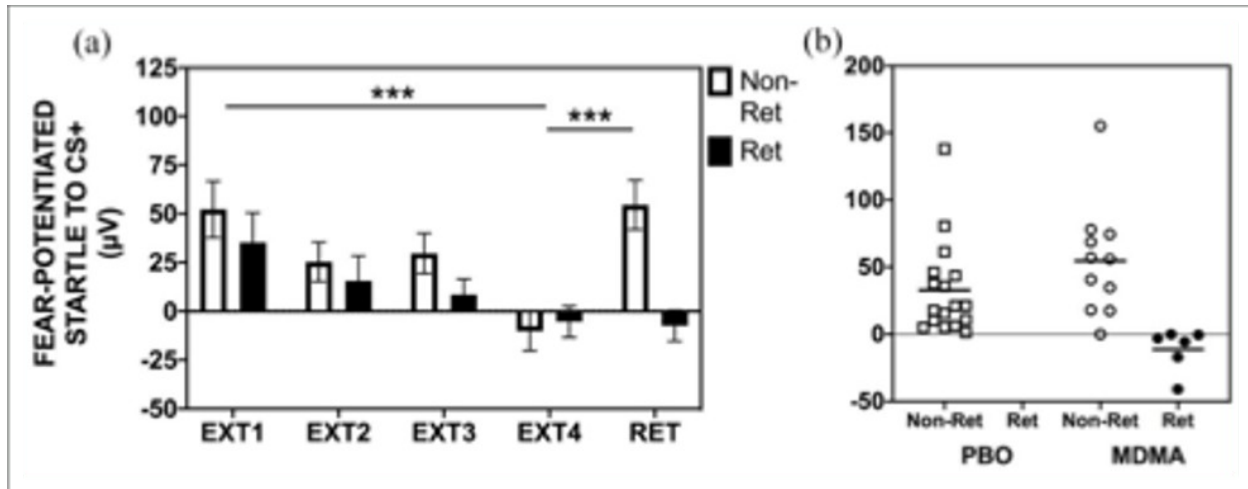 (a)
FEAR-POTENTIATED
STARTLE TO CS+
(µV)
125
100
75
50
25
0
-25
-50
***
***
EXT1 EXT2 EXT3 EXT4 RET
Non-
Ret
Ret
(b)
200
150
100
50
0
-50
Non-Ret Ret Non-Ret Ret
PBO MDMA